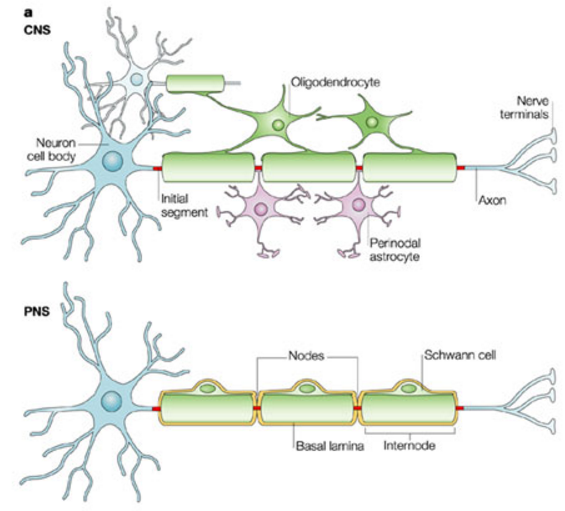 a
CNS
Oligodendrocyte
Nerve
terminals
Neuron
cell body
Initial
segment
Axon
Perinodal
astrocyte
PNS
Nodes
Schwann cell
Basal lamina
Internode